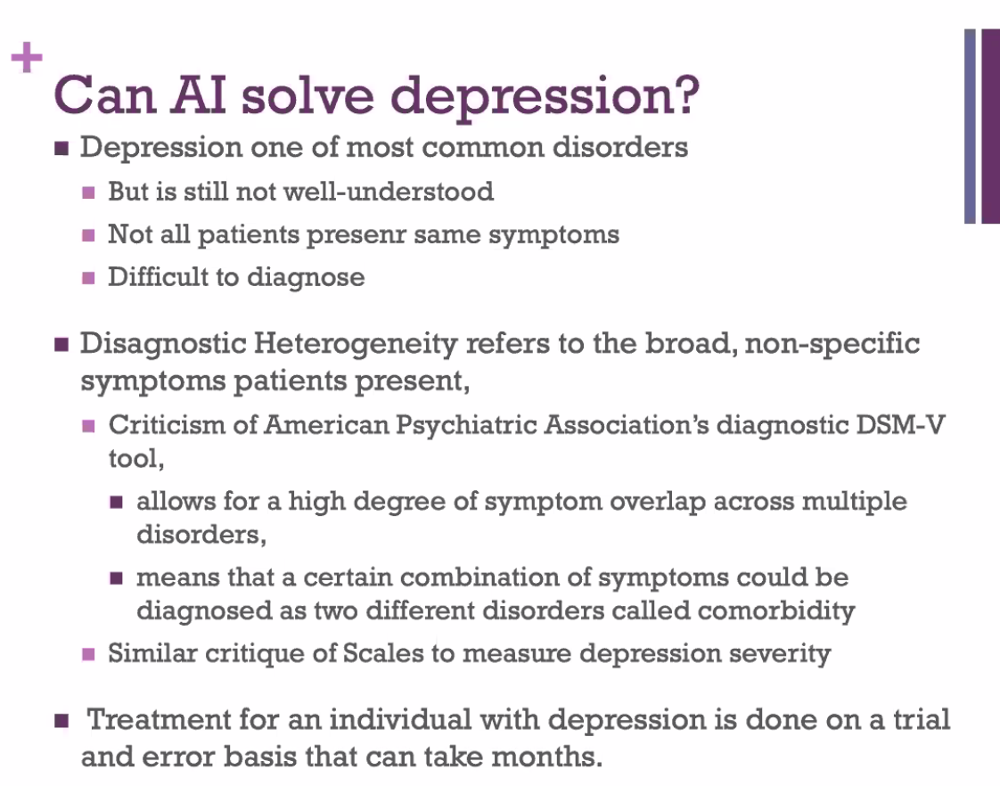 Can AI solve depression?
Depression one of most common disorders
But is still not well-understood
Not all patients presenr same symptoms
Difficult to diagnose
Disagnostic Heterogeneity refers to the broad, non-specific
symptoms patients present,
Criticism of American Psychiatric Association's diagnostic DSM-V
tool,
allows for a high degree of symptom overlap across multiple
disorders,
means that a certain combination of symptoms could be
diagnosed as two different disorders called comorbidity
Similar critique of Scales to measure depression severity
Treatment for an individual with depression is done on a trial
and error basis that can take months.